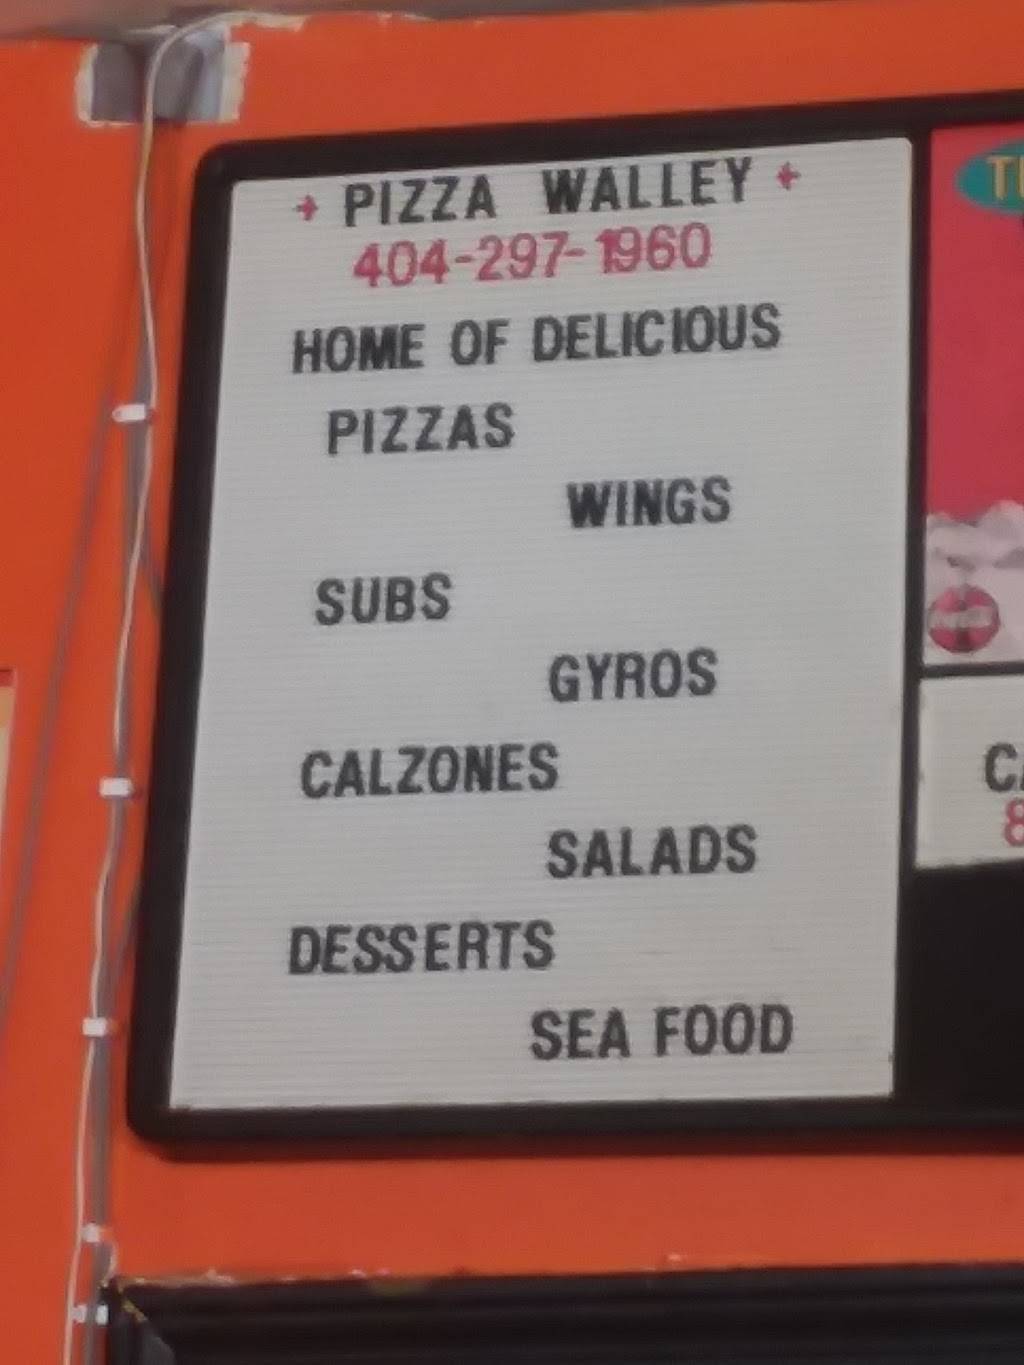 PIZZA WALLEY
404-297-1960
HOME OF DELICIOUS
PIZZAS
WINGS
SUBS
GYROS
CALZONES
SALADS
DESSERTS
SEA FOOD